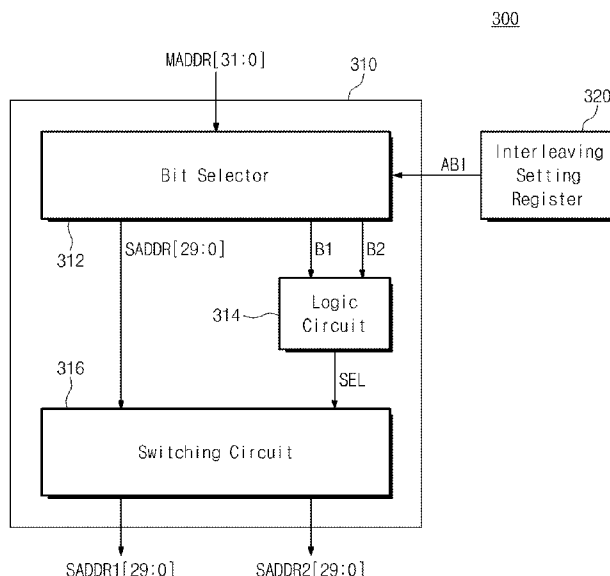 300
MADDR[31:0]
310
320
Bit Selector
ABI
Interleaving
Setting
Register
312
SADDR[29:0]
B1
B2
314
Logic
Circuit
316
SEL
Switching Circuit
SADDR1[29:0]
SADDR2[29:0]